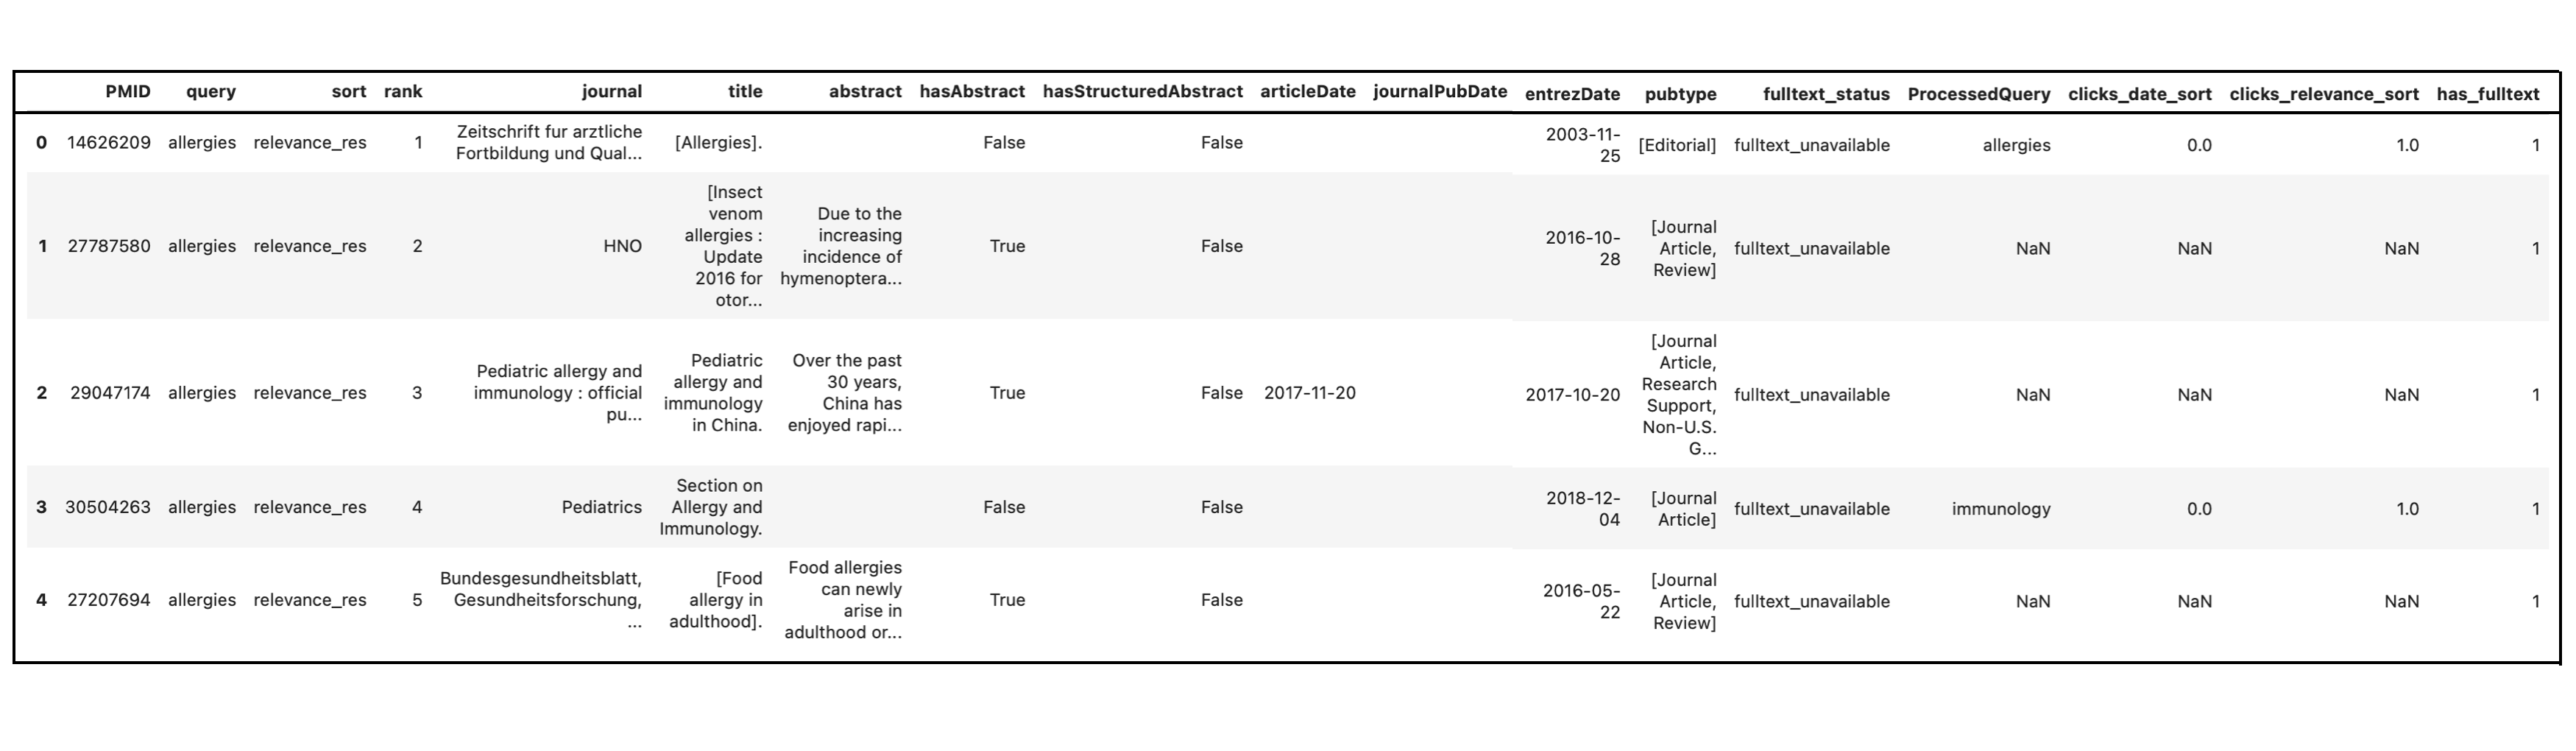 PMID query sort rank journal title abstract hasAbstract hasStructuredAbstract articleDate journalPubDate entrezDate pubtype fulltext_status ProcessedQuery clicks_date_sort clicks_relevance_sort has_fulltext
0 14626209 allergies relevance_res 1 Zeitschrift fur arztliche Fortbildung und Qual... [Allergies]. False False 2003-11-25 [Editorial] fulltext_unavailable allergies 0.0 1.0 1
1 27787580 allergies relevance_res 2 HNO [Insect venom allergies : Update 2016 for otor... Due to the increasing incidence of hymenoptera... True False 2016-10-28 [Journal Article, Review] fulltext_unavailable NaN NaN NaN 1
2 29047174 allergies relevance_res 3 Pediatric allergy and immunology : official pu... Pediatric allergy and immunology in China. Over the past 30 years, China has enjoyed rapi... True False 2017-11-20 2017-10-20 [Journal Article, Research Support, Non-U.S. G... fulltext_unavailable NaN NaN NaN 1
3 30504263 allergies relevance_res 4 Pediatrics Section on Allergy and Immunology. False False 2018-12-04 [Journal Article] fulltext_unavailable immunology 0.0 1.0 1
4 27207694 allergies relevance_res 5 Bundesgesundheitsblatt, Gesundheitsforschung, ... [Food allergy in adulthood]. Food allergies can newly arise in adulthood or... True False 2016-05-22 [Journal Article, Review] fulltext_unavailable NaN NaN NaN 1